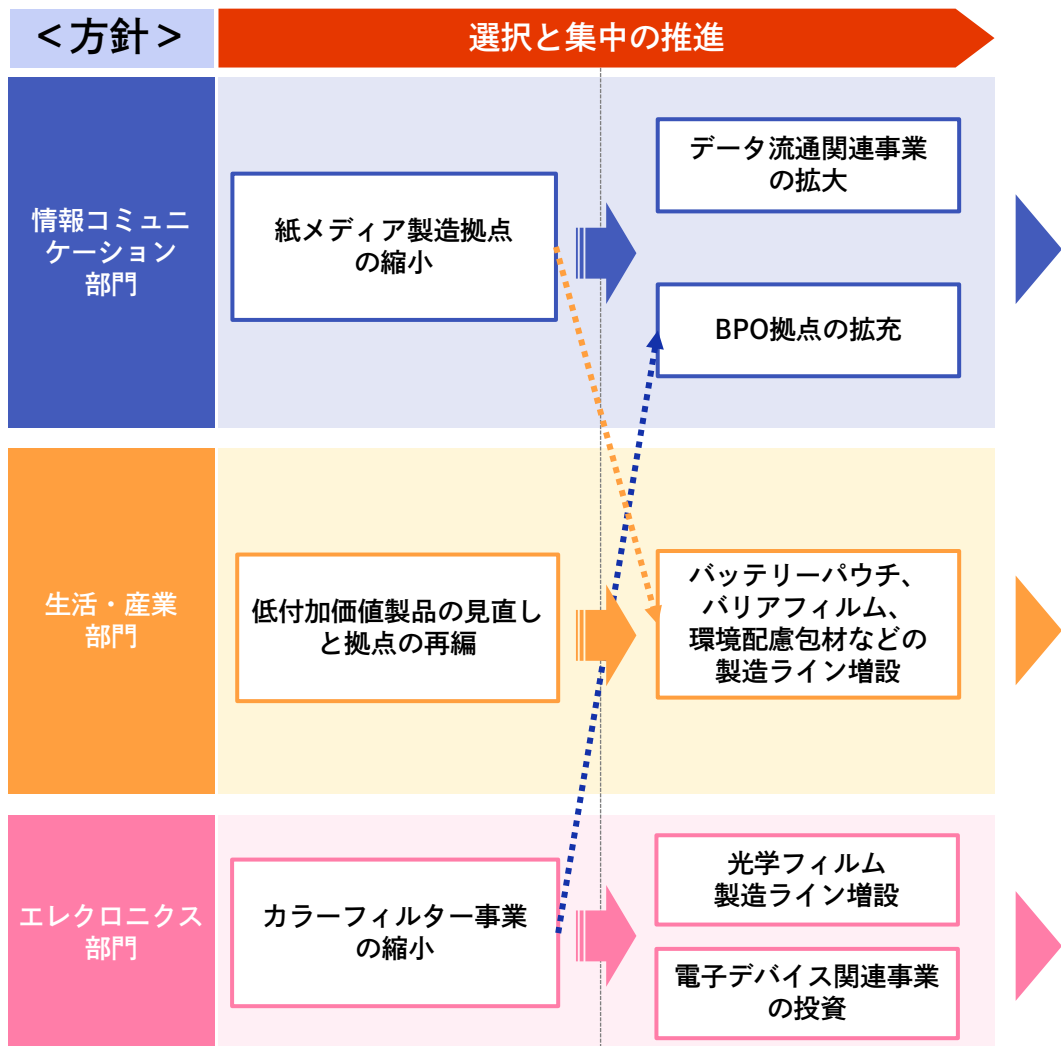 ＜方針＞
選択と集中の推進
情報コミュニ
ケーション
部門
紙メディア製造拠点
の縮小
データ流通関連事業
の拡大
BPO拠点の拡充
生活・産業
部門
低付加価値製品の見直し
と拠点の再編
バッテリーパウチ、
バリアフィルム、
環境配慮包材などの
製造ライン増設
エレクロニクス
部門
カラーフィルター事業
の縮小
光学フィルム
製造ライン増設
電子デバイス関連事業
の投資